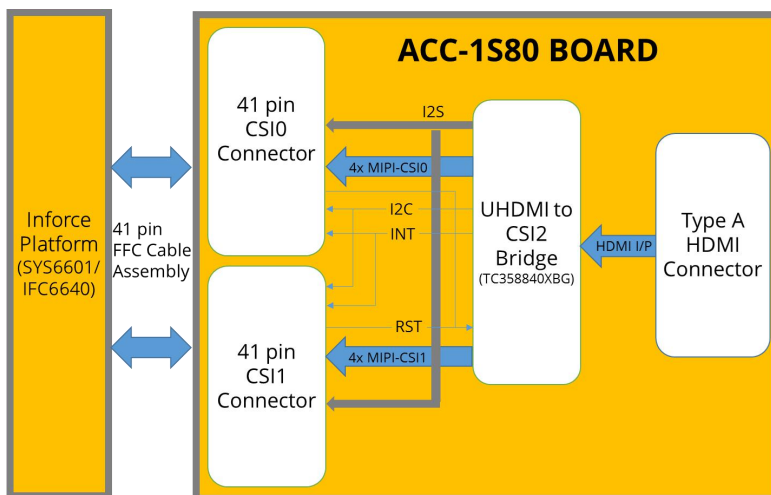 ACC-1S80 BOARD
41 pin
CSI0
Connector
I2S
4x MIPI-CSI0
I2C
INT
UHDMI to
CSI2
Bridge
(TC358840XBG)
HDMI I/P
Type A
HDMI
Connector
Inforce
Platform
(SYS6601/
IFC6640)
41 pin
FFC Cable
Assembly
RST
4x MIPI-CSI1
41 pin
CSI1
Connector